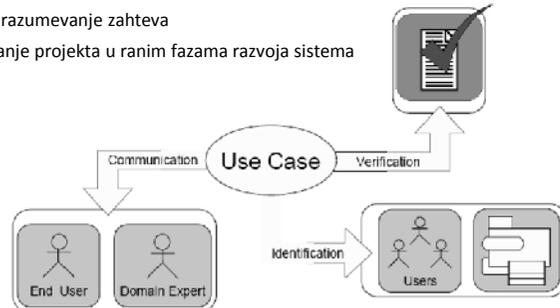 razumevanje zahteva
anje projekta u ranim fazama razvoja sistema
Communication
Use Case
Verification
Identification
End User
Domain Expert
Users